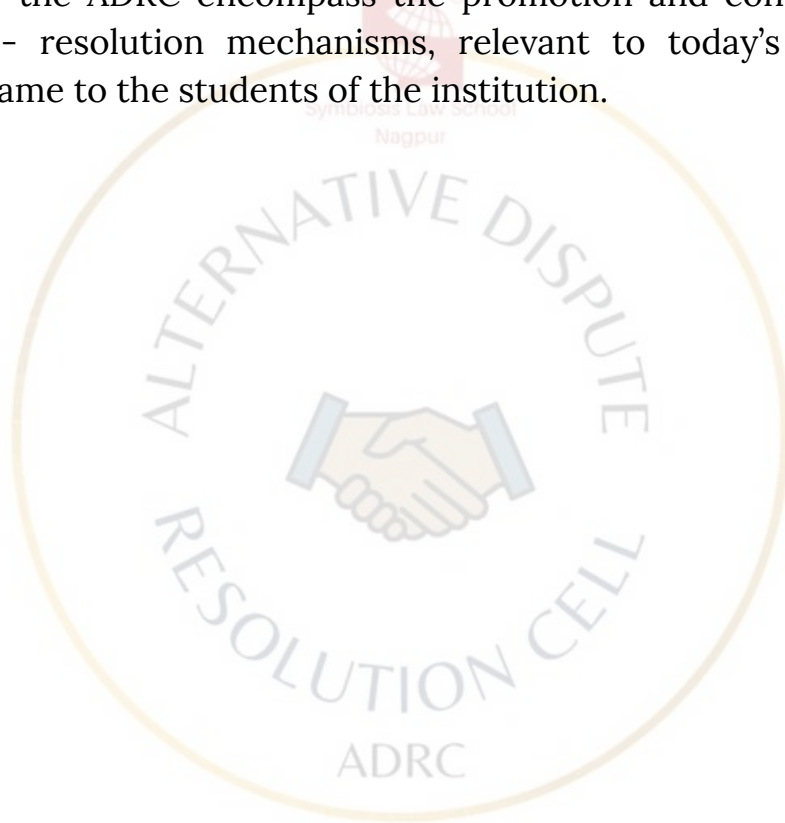 the ADRC encompass the promotion and con
- resolution mechanisms, relevant to today's
ame to the students of the institution.
Symbiosis Law School
Nagpur
ALTERNATIVE DISPUTE
RESOLUTION CELL
ADRC